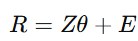 R = Zθ + E